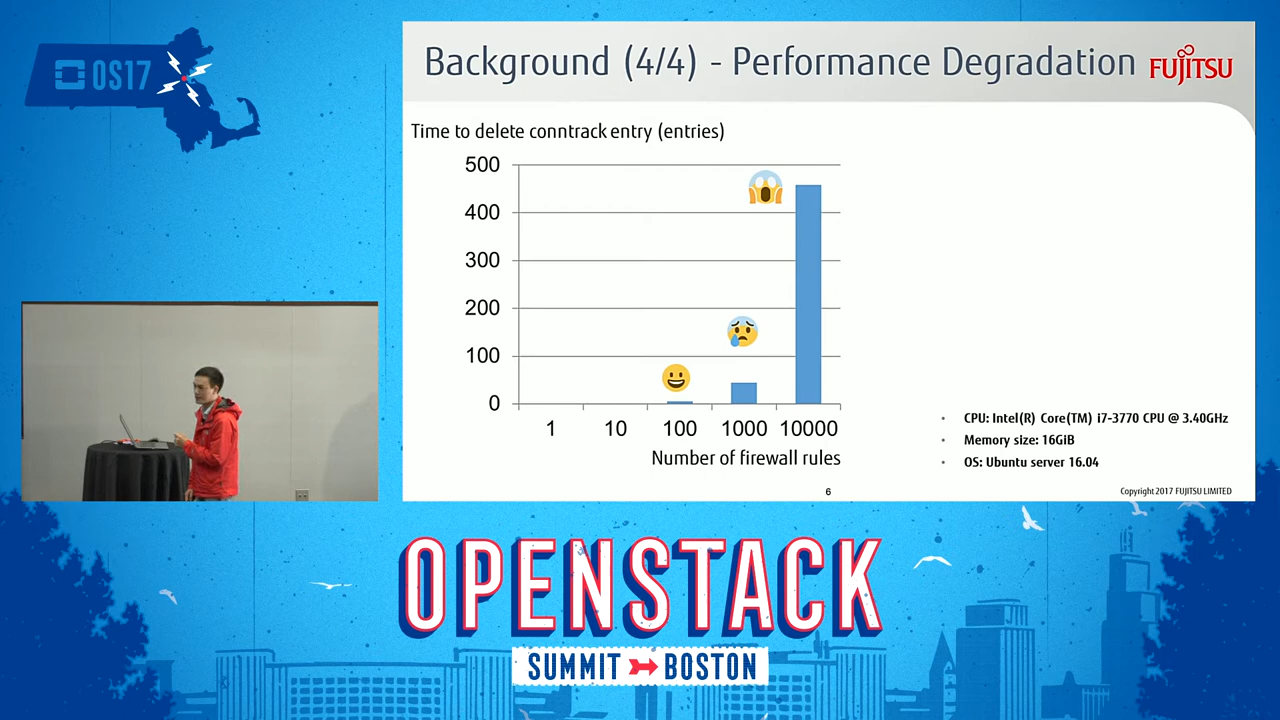 OS17
Background (4/4) - Performance Degradation
FUJITSU
Time to delete conntrack entry (entries)
500
400
300
200
100
0
1 10 100 1000 10000
Number of firewall rules
• CPU: Intel(R) Core(TM) i7-3770 CPU @ 3.40GHz
• Memory size: 16GiB
• OS: Ubuntu server 16.04
6
Copyright 2017 FUJITSU LIMITED
OPENSTACK
SUMMIT BOSTON